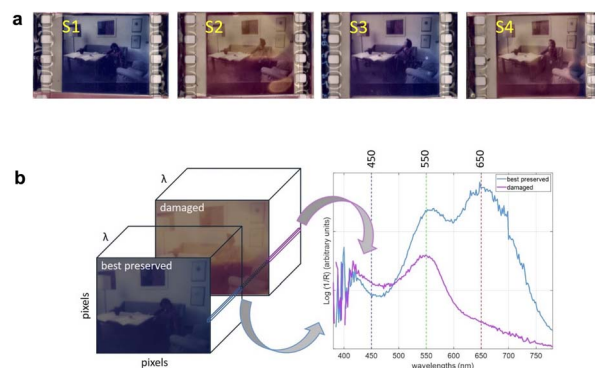 a
S1
S2
S3
S4
b
λ
damaged
λ
best preserved
pixels
pixels
450
550
650
best preserved
damaged
Log (1/R) (arbitrary units)
400
450
500
550
600
650
700
750
wavelengths (nm)